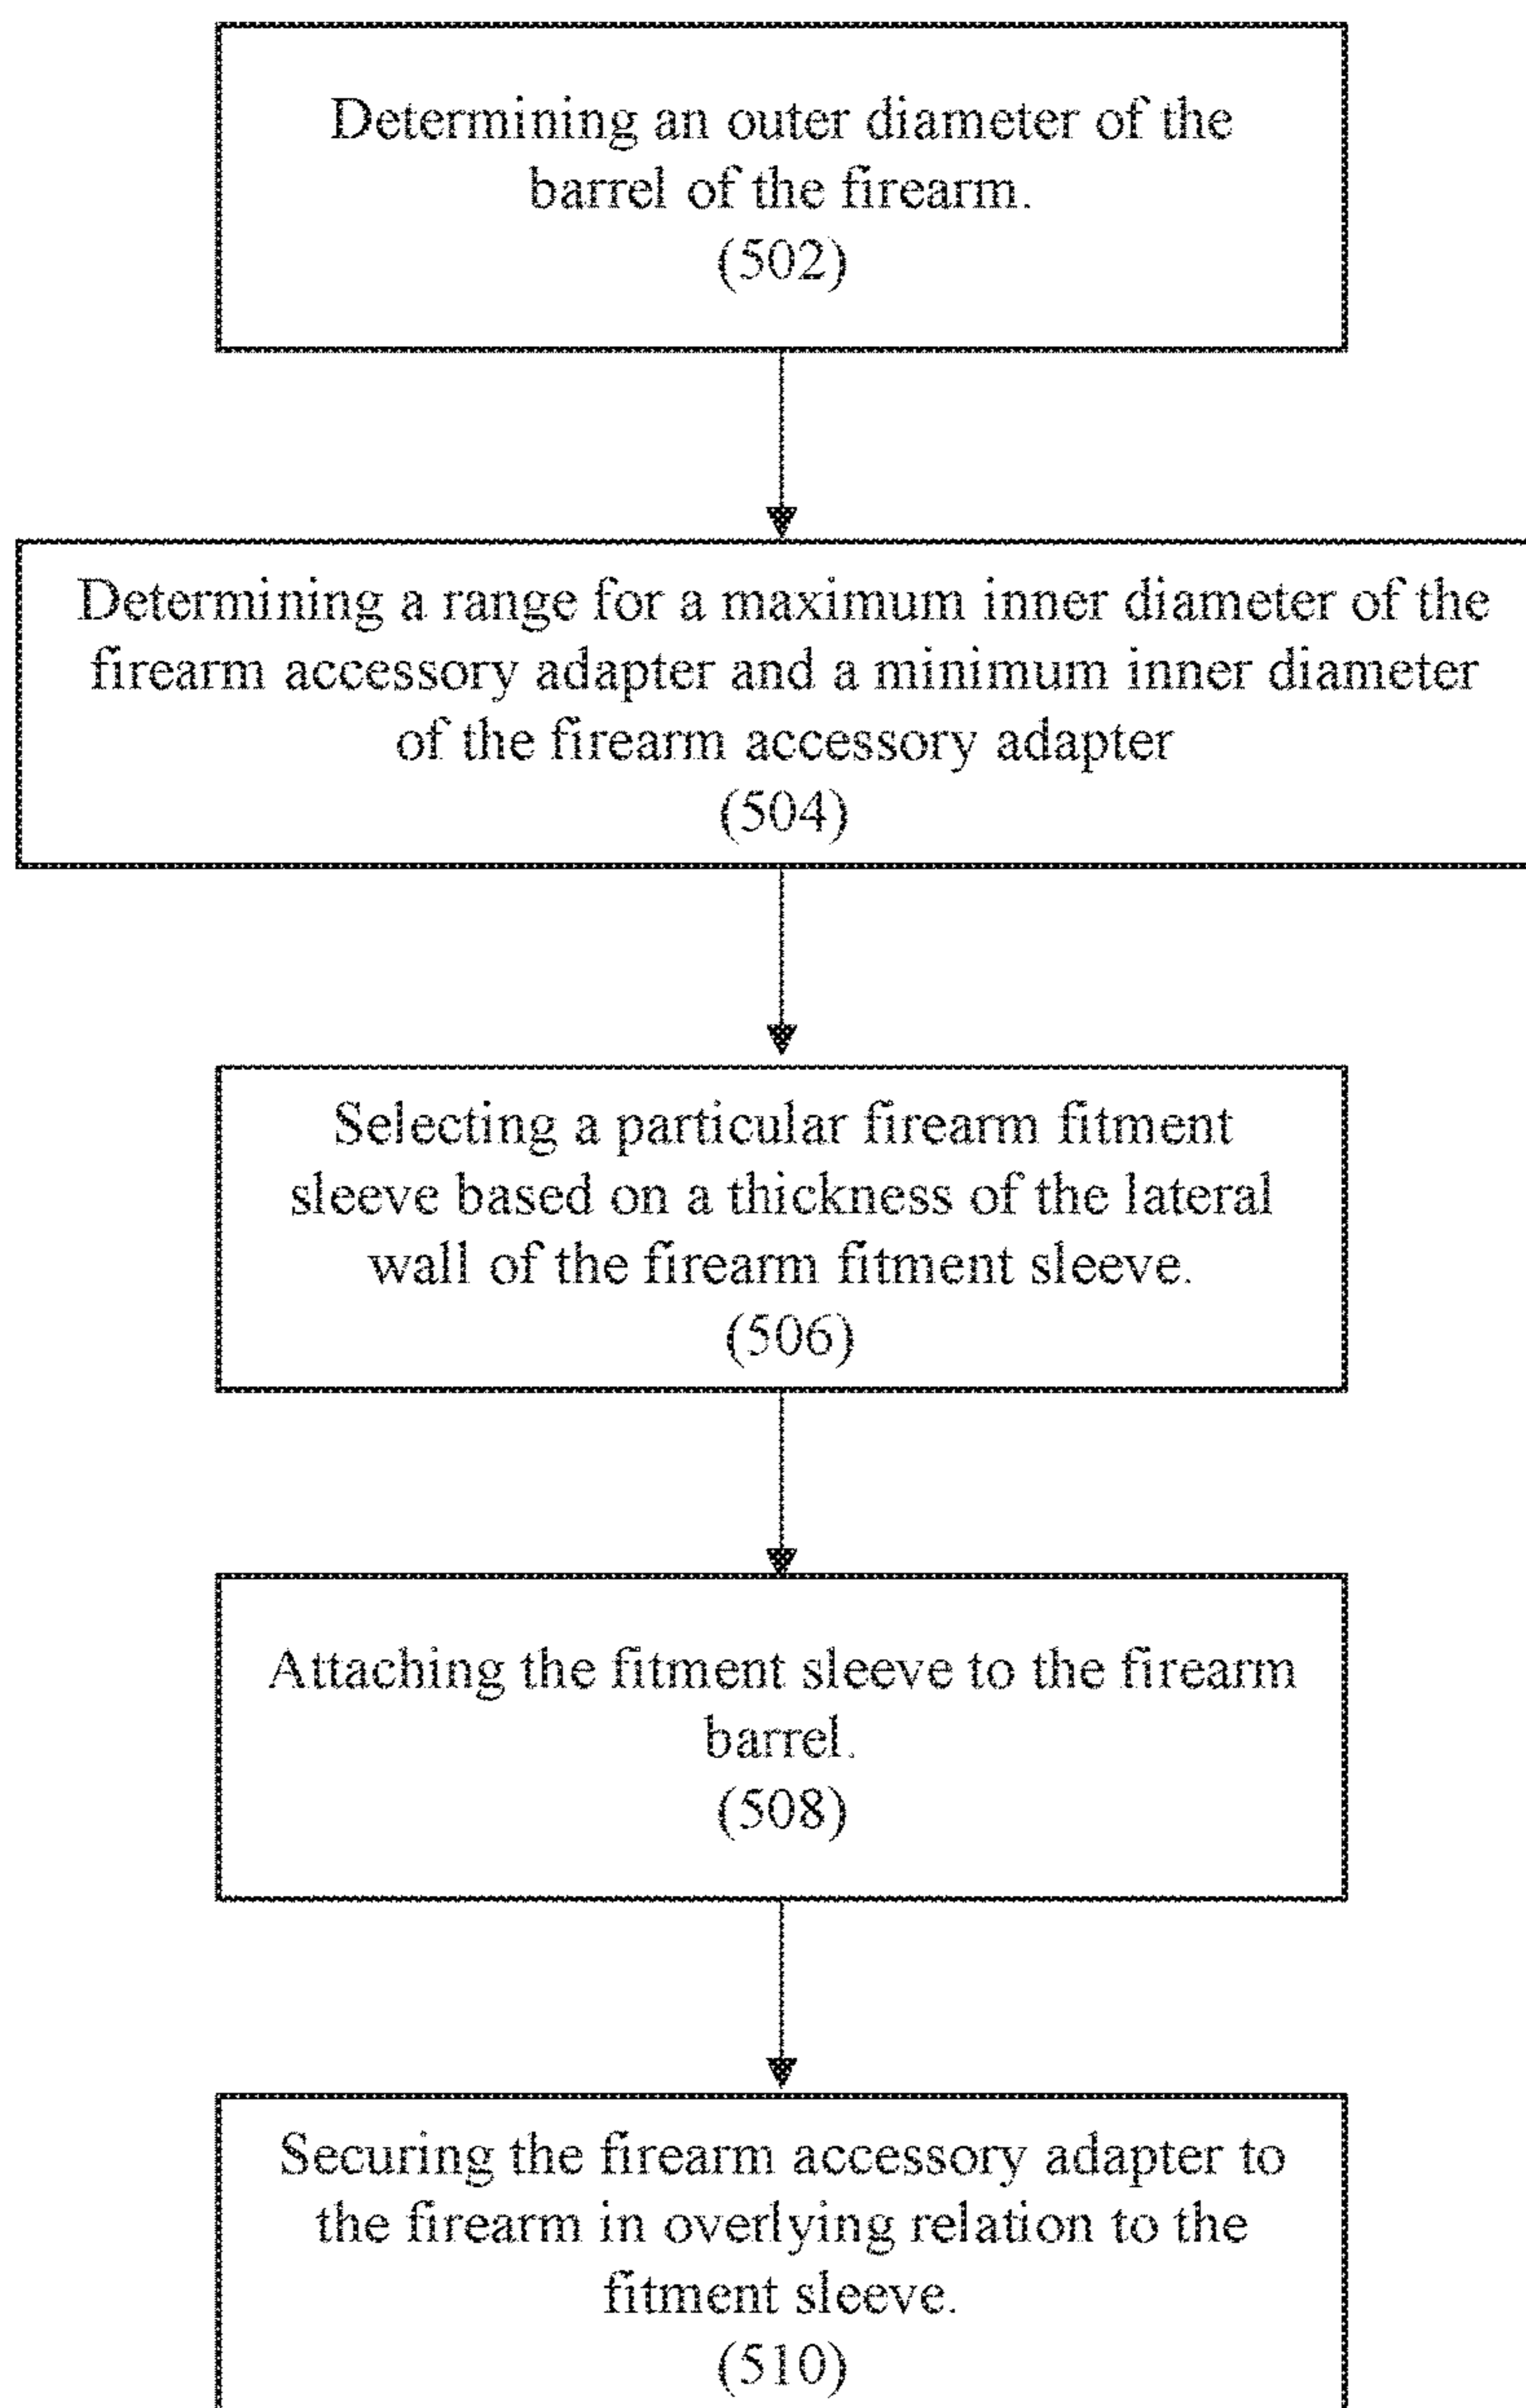 Determining an outer diameter of the
barrel of the firearm.
(502)
Determining a range for a maximum inner diameter of the
firearm accessory adapter and a minimum inner diameter
of the firearm accessory adapter
(504)
Selecting a particular firearm fitment
sleeve based on a thickness of the lateral
wall of the firearm fitment sleeve.
(506)
Attaching the fitment sleeve to the firearm
barrel.
(508)
Securing the firearm accessory adapter to
the firearm in overlying relation to the
fitment sleeve.
(510)